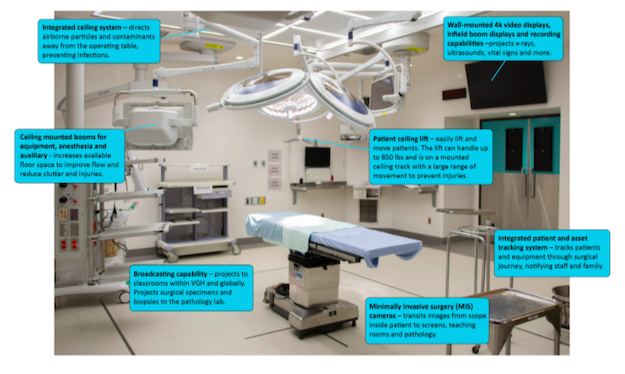 Integrated ceiling system – directs
airborne particles and contaminants
away from the operating table,
preventing infections.
Wall-mounted 4k video displays,
infield boom displays and recording
capabilities –projects x-rays,
ultrasounds, vital signs and more.
Ceiling mounted booms for
equipment, anesthesia and
auxiliary - increases available
floor space to improve flow and
reduce clutter and injuries.
Patient ceiling lift – easily lift and
move patients. The lift can handle up
to 850 lbs and is on a mounted
ceiling track with a large range of
movement to prevent injuries.
Integrated patient and asset
tracking system – tracks patients
and equipment through surgical
journey, notifying staff and family.
Broadcasting capability – projects to
classrooms within VGH and globally.
Projects surgical specimens and
biopsies to the pathology lab.
Minimally invasive surgery (MIS)
cameras – transits images from scope
inside patient to screens, teaching
rooms and pathology.